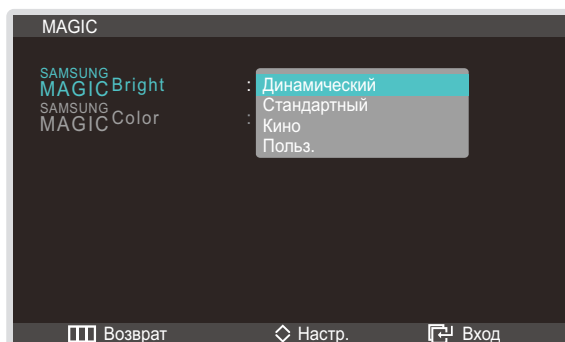 MAGIC
SAMSUNG
MAGIC Bright : Динамический
Стандартный
SAMSUNG
MAGIC Color :
Кино
Польз.
Возврат Настр. Вход